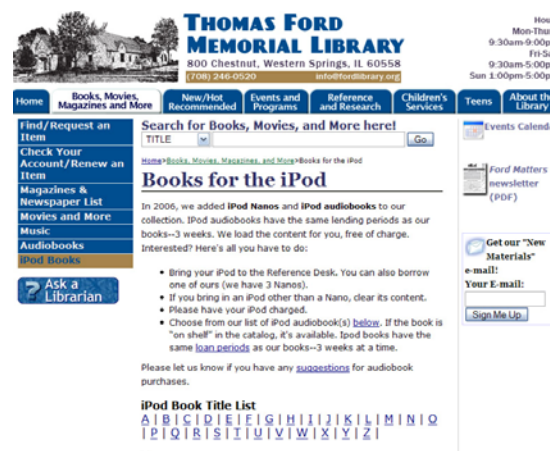 THOMAS FORD
MEMORIAL LIBRARY
800 Chestnut, Western Springs, IL 60558
(708) 246-0520 info@fordlibrary.org
Mon-Thu
9:30am-9:00p
Fri-Sa
9:30am-5:00p
Sun 1:00pm-5:00p
Home
Books, Movies,
Magazines and More
New/Hot
Recommended
Events and
Programs
Reference
and Research
Children's
Services
Teens
About th
Library
Find/Request an
Item
Check Your
Account/Renew an
Item
Magazines &
Newspaper List
Movies and More
Music
Audiobooks
iPod Books
? Ask a
Librarian
Search for Books, Movies, and More here!
TITLE Go
Home>Books, Movies, Magazines, and More>Books for the iPod
Books for the iPod
In 2006, we added iPod Nanos and iPod audiobooks to our
collection. IPod audiobooks have the same lending periods as our
books--3 weeks. We load the content for you, free of charge.
Interested? Here's all you have to do:
• Bring your iPod to the Reference Desk. You can also borrow
one of ours (we have 3 Nanos).
• If you bring in an iPod other than a Nano, clear its content.
• Please have your iPod charged.
• Choose from our list of iPod audiobook(s) below. If the book is
"on shelf" in the catalog, it's available. Ipod books have the
same loan periods as our books--3 weeks at a time.
Please let us know if you have any suggestions for audiobook
purchases.
iPod Book Title List
A | B | C | D | E | F | G | H | I | J | K | L | M | N | O
| P | Q | R | S | T | U | V | W | X | Y | Z |
Events Calend
Ford Matters
newsletter
(PDF)
Get our "New
Materials"
e-mail!
Your E-mail:
Sign Me Up